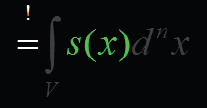 !
= ∫_V s(x)dⁿx